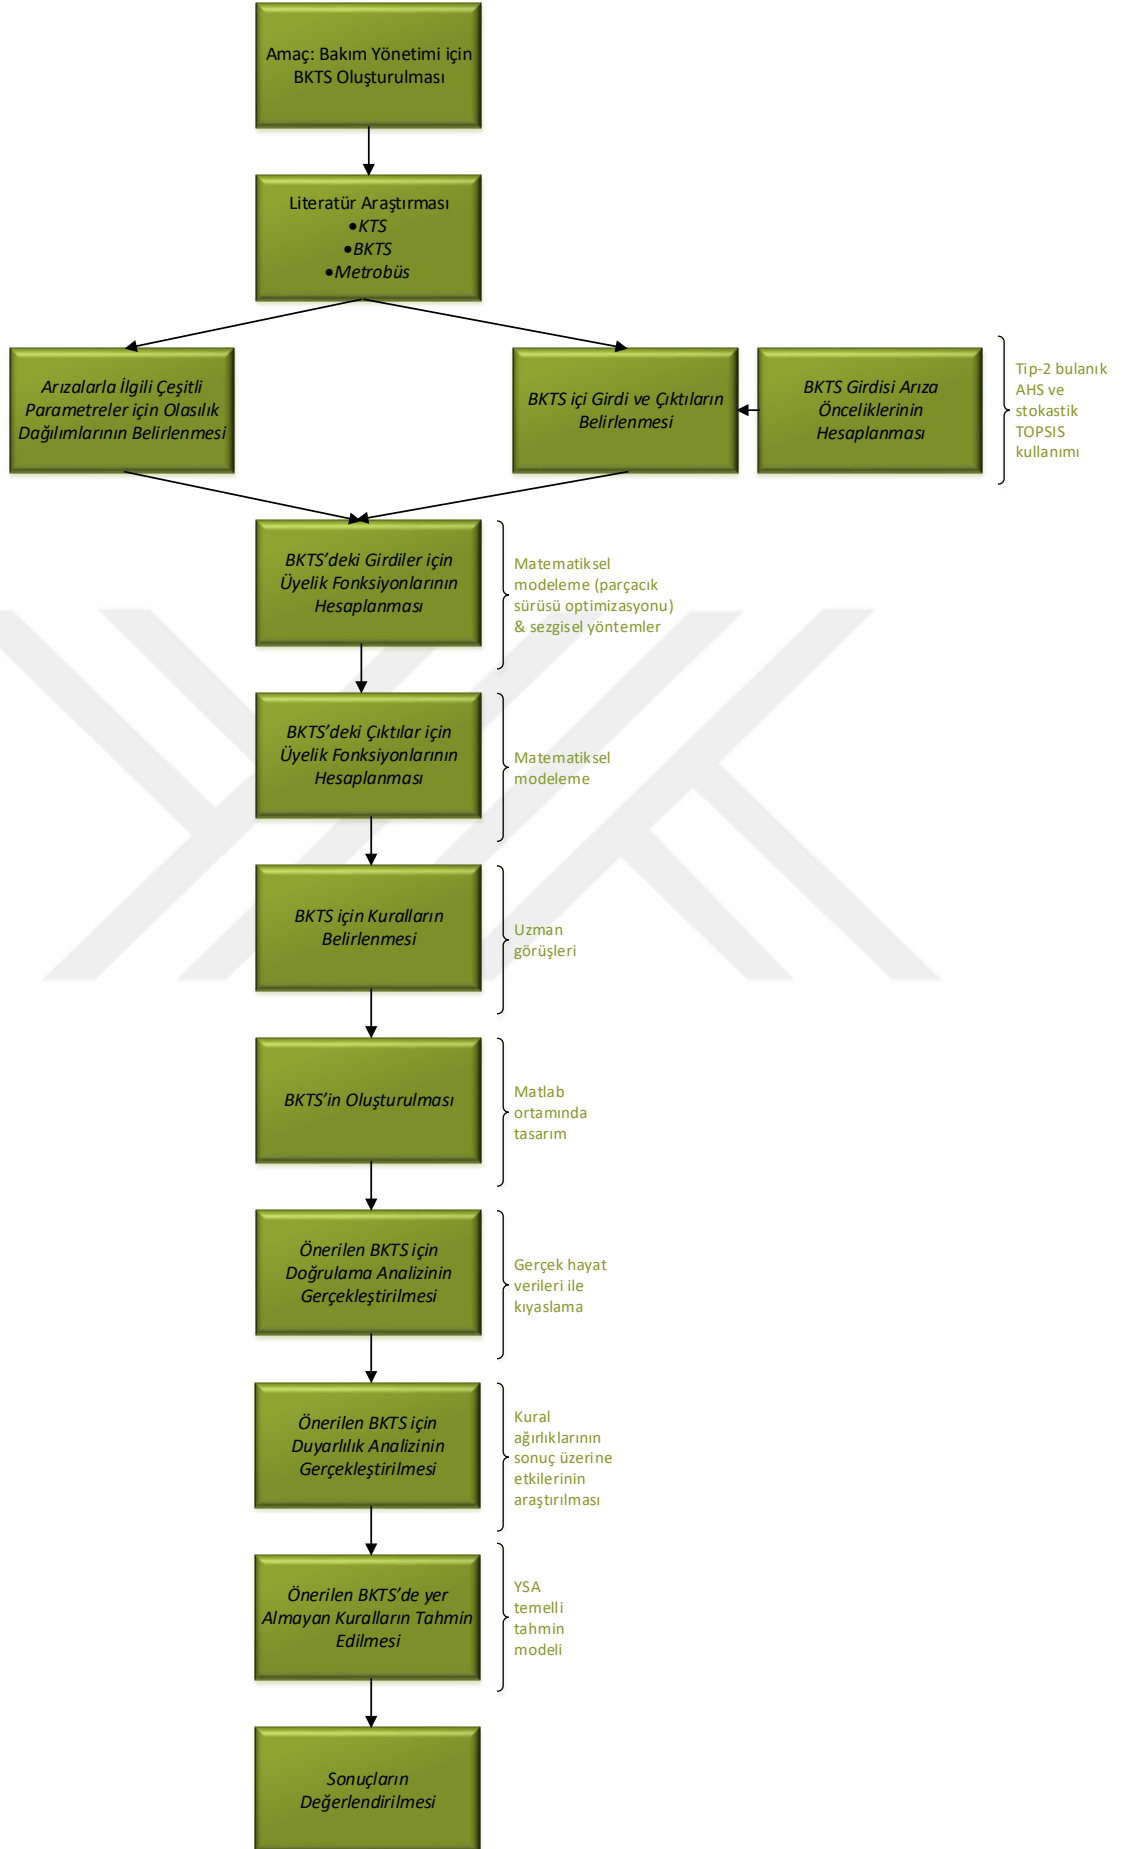 Amaç: Bakım Yönetimi için
BKTS Oluşturulması
Literatür Araştırması
•KTS
•BKTS
•Metrobüs
Arızalarla İlgili Çeşitli
Parametreler için Olasılık
Dağılımlarının Belirlenmesi
BKTS içi Girdi ve Çıktıların
Belirlenmesi
BKTS Girdisi Arıza
Önceliklerinin
Hesaplanması
Tip-2 bulanık
AHS ve
stokastik
TOPSIS
kullanımı
BKTS'deki Girdiler için
Üyelik Fonksiyonlarının
Hesaplanması
Matematiksel
modeleme (parçacık
sürüsü optimizasyonu)
& sezgisel yöntemler
BKTS'deki Çıktılar için
Üyelik Fonksiyonlarının
Hesaplanması
Matematiksel
modeleme
BKTS için Kuralların
Belirlenmesi
Uzman
görüşleri
BKTS'in Oluşturulması
Matlab
ortamında
tasarım
Önerilen BKTS için
Doğrulama Analizinin
Gerçekleştirilmesi
Gerçek hayat
verileri ile
kıyaslama
Önerilen BKTS için
Duyarlılık Analizinin
Gerçekleştirilmesi
Kural
ağırlıklarının
sonuç üzerine
etkilerinin
araştırılması
Önerilen BKTS'de yer
Almayan Kuralların Tahmin
Edilmesi
YSA
temelli
tahmin
modeli
Sonuçların
Değerlendirilmesi